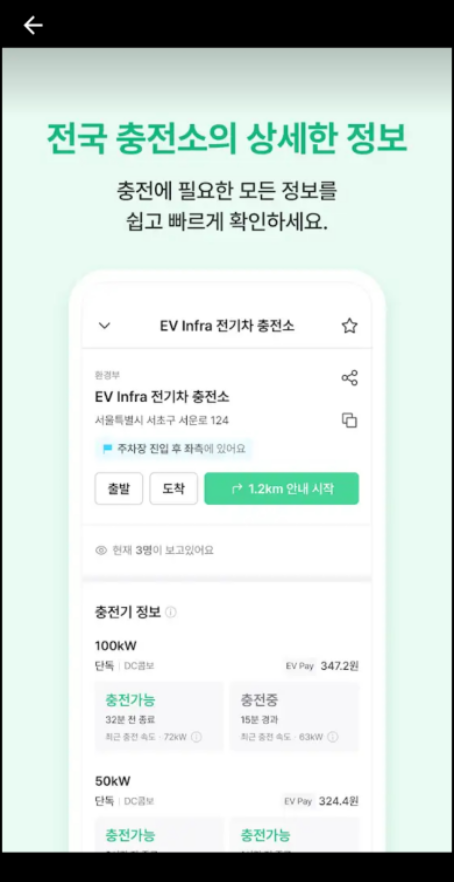 전국 충전소의 상세한 정보
충전에 필요한 모든 정보를
쉽고 빠르게 확인하세요.
EV Infra 전기차 충전소
환경부
EV Infra 전기차 충전소
서울특별시 서초구 서운로 124
주차장 진입 후 좌측에 있어요
출발 도착 1.2km 안내 시작
현재 3명이 보고있어요
충전기 정보
100kW
단독 | DC콤보 EV Pay 347.2원
충전가능 충전중
32분 전 종료 15분 경과
최근 충전 속도 · 72kW 최근 충전 속도 · 63kW
50kW
단독 | DC콤보 EV Pay 324.4원
충전가능 충전가능